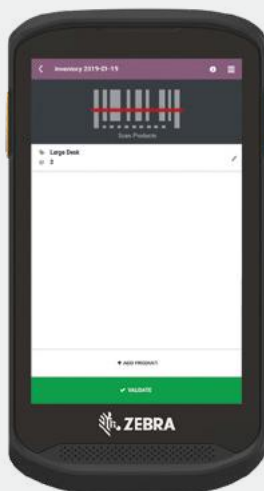 Inventory 2019-01-15
Scan Products
Large Desk
3
+ ADD PRODUCT
✓ VALIDATE
ZEBRA